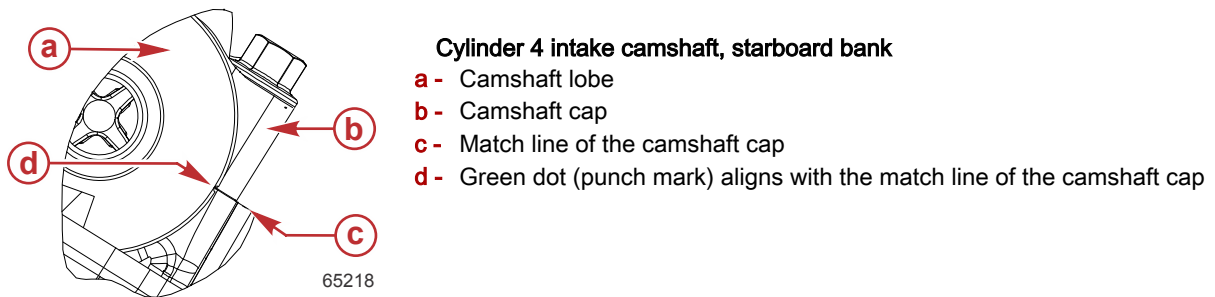 Cylinder 4 intake camshaft, starboard bank
a - Camshaft lobe
b - Camshaft cap
c - Match line of the camshaft cap
d - Green dot (punch mark) aligns with the match line of the camshaft cap
a
b
d
c
65218